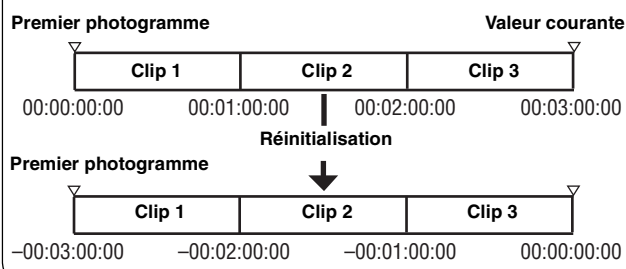 Premier photogramme Valeur courante
Clip 1 Clip 2 Clip 3
00:00:00:00 00:01:00:00 00:02:00:00 00:03:00:00
Réinitialisation
Premier photogramme
Clip 1 Clip 2 Clip 3
–00:03:00:00 –00:02:00:00 –00:01:00:00 00:00:00:00